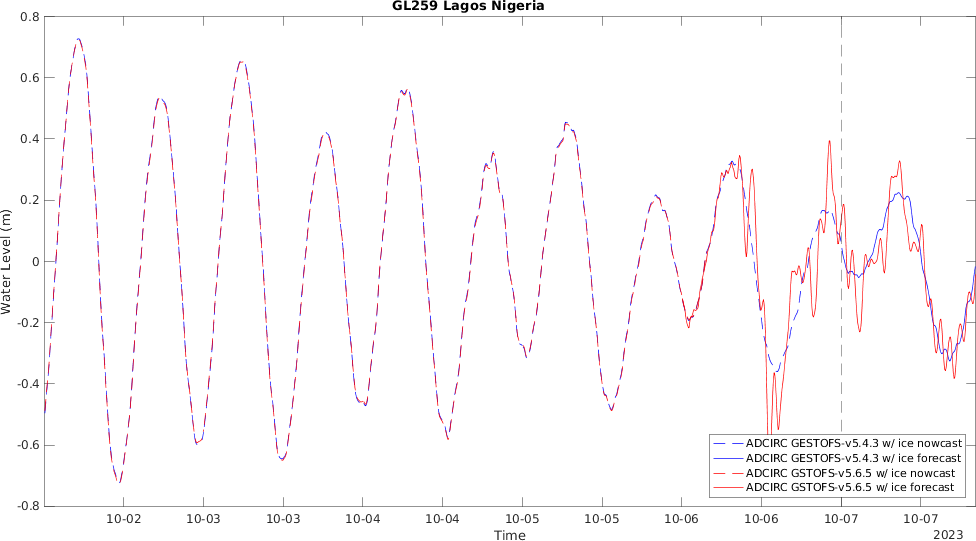 GL259 Lagos Nigeria
0.8
0.6
0.4
0.2
0
-0.2
-0.4
-0.6
-0.8
Water Level (m)
ADCIRC GESTOFS-v5.4.3 w/ ice nowcast
ADCIRC GESTOFS-v5.4.3 w/ ice forecast
ADCIRC GSTOFS-v5.6.5 w/ ice nowcast
ADCIRC GSTOFS-v5.6.5 w/ ice forecast
10-02 10-03 10-03 10-04 10-04 10-05 10-05 10-06 10-06 10-07 10-07
Time
2023